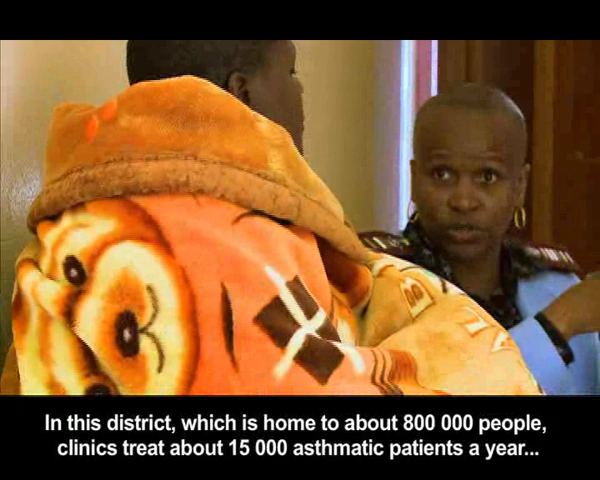 In this district, which is home to about 800 000 people,
clinics treat about 15 000 asthmatic patients a year...